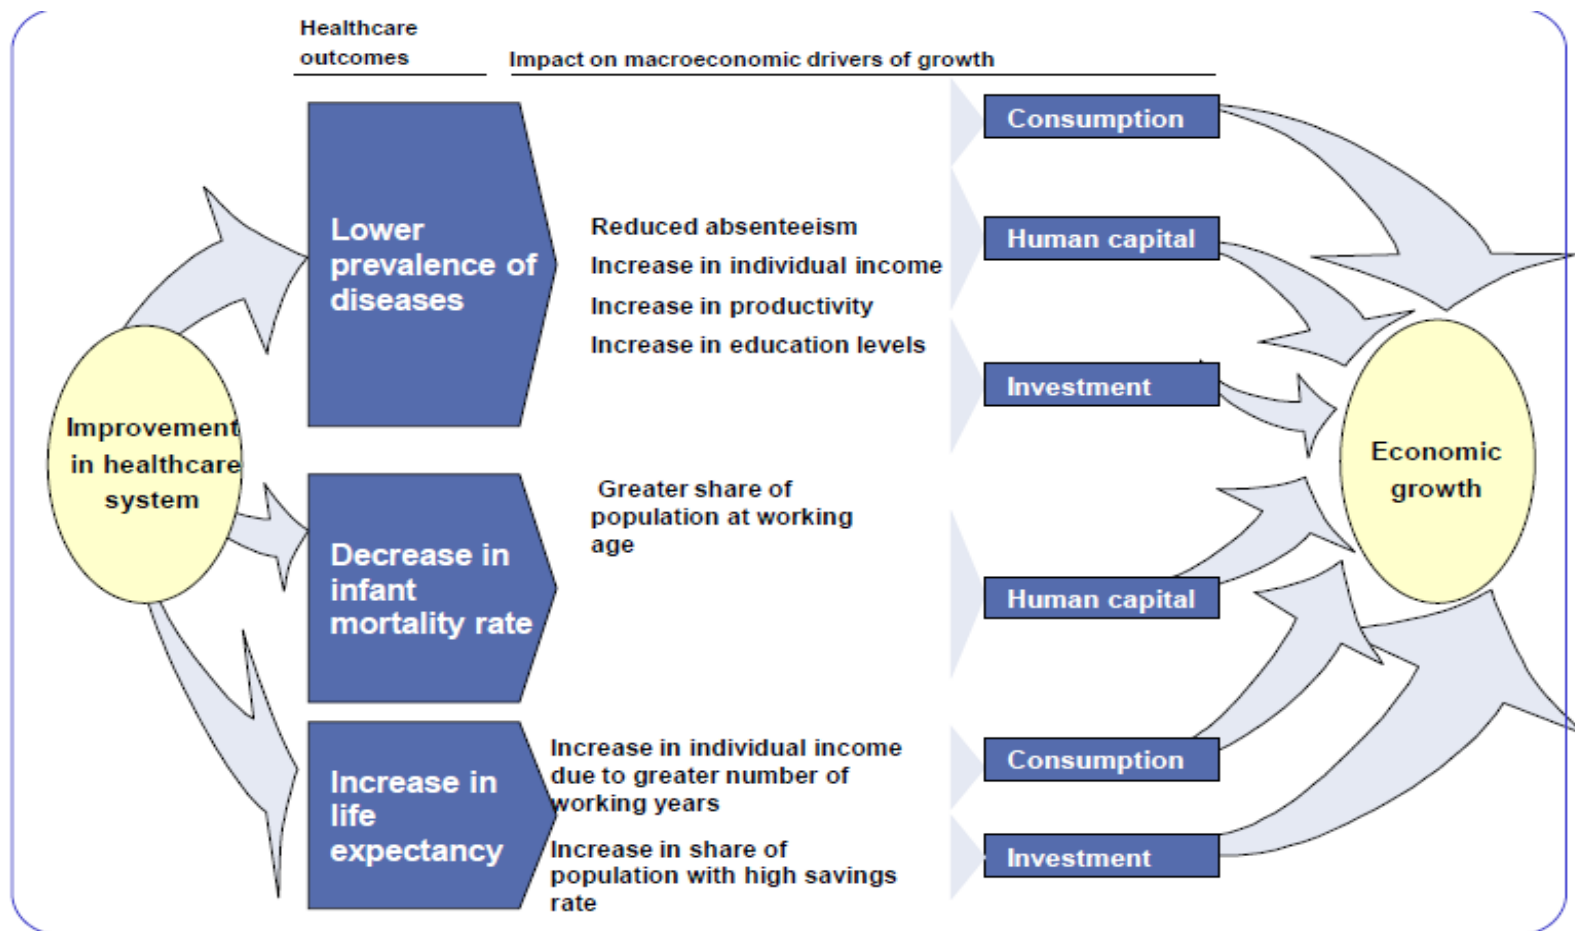 Healthcare
outcomes
Impact on macroeconomic drivers of growth
Improvement
in healthcare
system
Lower
prevalence of
diseases
Reduced absenteeism
Increase in individual income
Increase in productivity
Increase in education levels
Consumption
Human capital
Investment
Decrease in
infant
mortality rate
Greater share of
population at working
age
Human capital
Increase in
life
expectancy
Increase in individual income
due to greater number of
working years
Increase in share of
population with high savings
rate
Consumption
Investment
Economic
growth